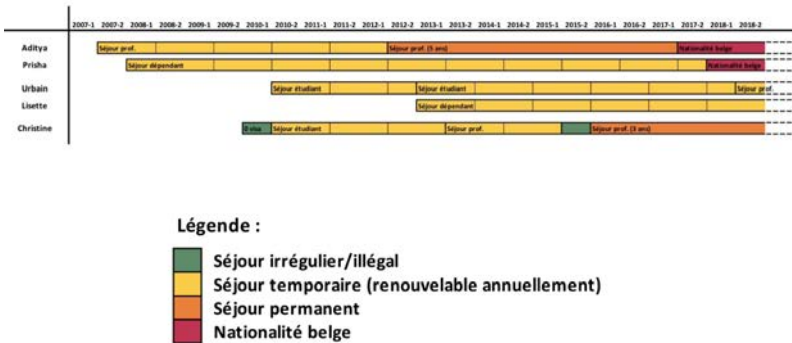 2007-1 2007-2 2008-1 2008-2 2009-1 2009-2 2010-1 2010-2 2011-1 2011-2 2012-1 2012-2 2013-1 2013-2 2014-1 2014-2 2015-1 2015-2 2016-1 2016-2 2017-1 2017-2 2018-1 2018-2
Aditya Séjour prof. Séjour prof. (5 ans) Nationalité belge
Prisha Séjour dépendant Nationalité belge
Urbain Séjour étudiant Séjour étudiant Séjour prof.
Lisette Séjour dépendant
Christine D visa Séjour étudiant Séjour prof. Séjour prof. (3 ans)
Légende :
Séjour irrégulier/illégal
Séjour temporaire (renouvelable annuellement)
Séjour permanent
Nationalité belge